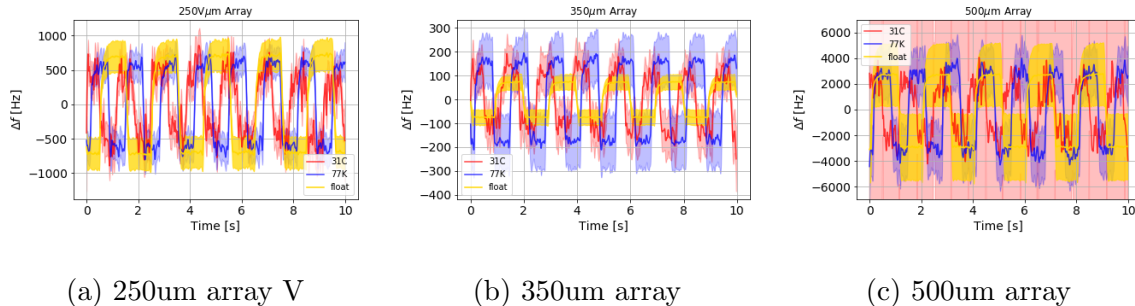 250Vμm Array
1000
500
0
−500
−1000
Δf [Hz]
0 2 4 6 8 10
Time [s]
31C
77K
float
350μm Array
300
200
100
0
−100
−200
−300
−400
Δf [Hz]
0 2 4 6 8 10
Time [s]
31C
77K
float
500μm Array
6000
4000
2000
0
−2000
−4000
−6000
Δf [Hz]
0 2 4 6 8 10
Time [s]
31C
77K
float
(a) 250um array V
(b) 350um array
(c) 500um array